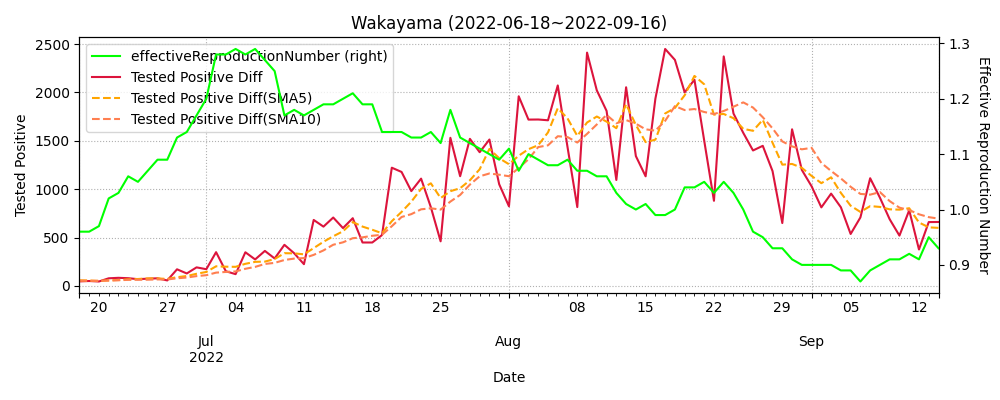 Wakayama (2022-06-18~2022-09-16)
effectiveReproductionNumber (right)
Tested Positive Diff
Tested Positive Diff(SMA5)
Tested Positive Diff(SMA10)
Tested Positive
2500
2000
1500
1000
500
0
1.3
1.2
1.1
1.0
0.9
Effective Reproduction Number
20 27 04 11 18 25 08 15 22 29 05 12
Jul Aug Sep
2022
Date